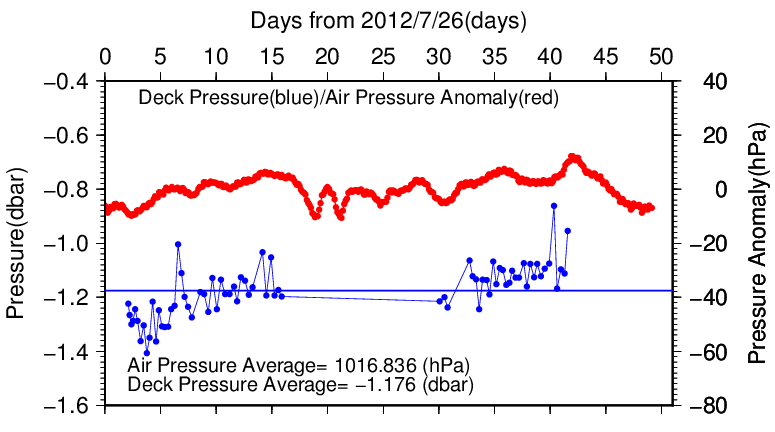 Days from 2012/7/26(days)
0 5 10 15 20 25 30 35 40 45 50
Deck Pressure(blue)/Air Pressure Anomaly(red)
−0.4 40
−0.6 20
−0.8 0
−1.0 −20
−1.2 −40
−1.4 −60
−1.6 −80
Pressure(dbar)
Pressure Anomaly(hPa)
Air Pressure Average= 1016.836 (hPa)
Deck Pressure Average= −1.176 (dbar)